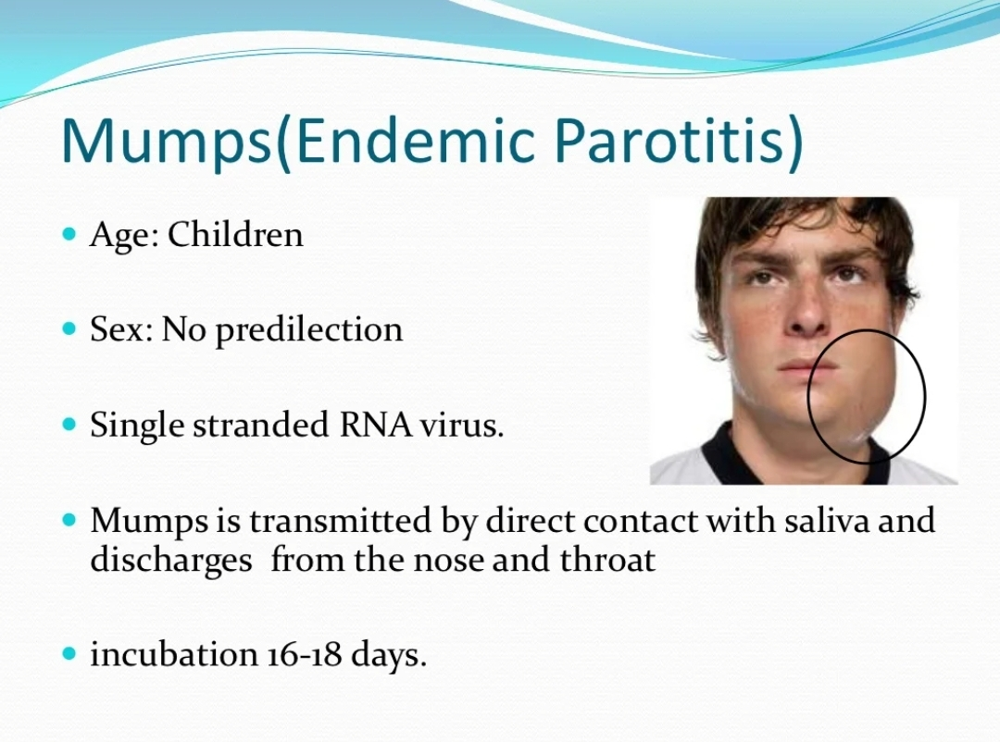 Mumps(Endemic Parotitis)
• Age: Children
• Sex: No predilection
• Single stranded RNA virus.
• Mumps is transmitted by direct contact with saliva and
discharges  from the nose and throat
• incubation 16-18 days.